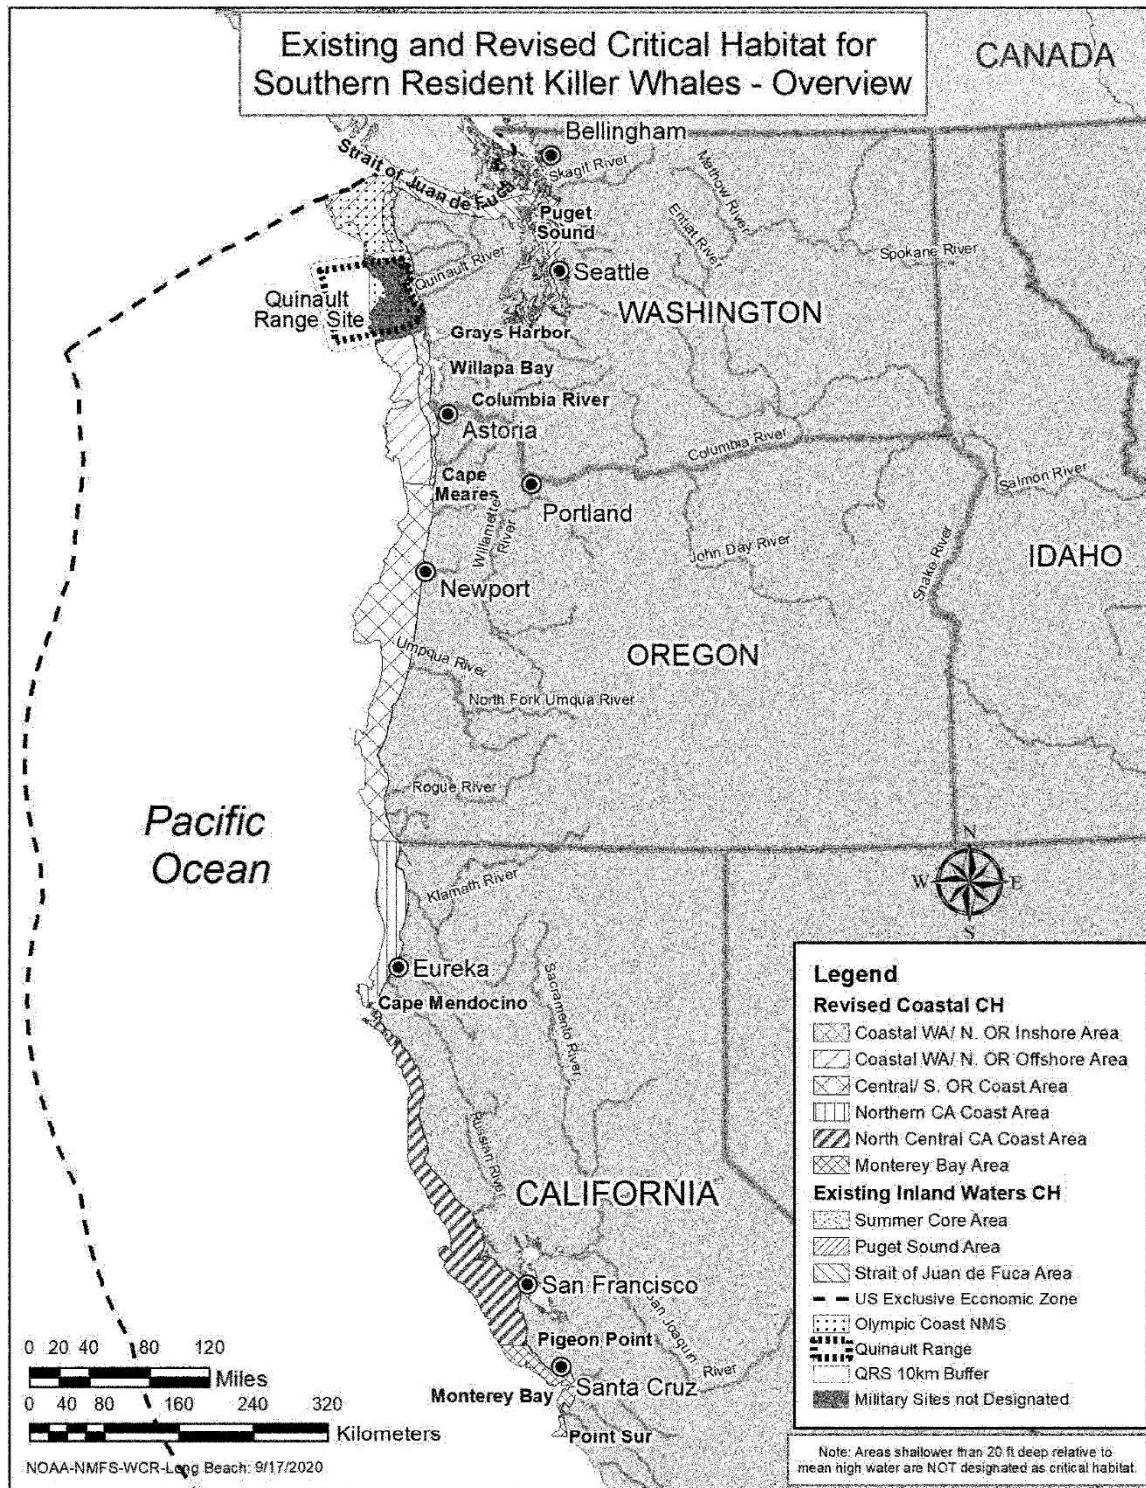 Existing and Revised Critical Habitat for
Southern Resident Killer Whales - Overview
CANADA
Bellingham
Strait of Juan de Fuca
Skagit River
Methow River
Puget
Sound
Entiat River
Spokane River
Quinault River
Seattle
Quinault
Range Site
WASHINGTON
Grays Harbor
Willapa Bay
Columbia River
Astoria
Columbia River
Cape
Meares
Salmon River
Portland
Willamette
River
John Day River
Snake River
IDAHO
Newport
OREGON
Umpqua River
North Fork Umqua River
Rogue River
Pacific
Ocean
N
W
E
S
Klamath River
Eureka
Sacramento River
Cape Mendocino
Russian River
CALIFORNIA
San Francisco
San Joaquin
River
Pigeon Point
Santa Cruz
Monterey Bay
Point Sur
Legend
Revised Coastal CH
Coastal WA/ N. OR Inshore Area
Coastal WA/ N. OR Offshore Area
Central/ S. OR Coast Area
Northern CA Coast Area
North Central CA Coast Area
Monterey Bay Area
Existing Inland Waters CH
Summer Core Area
Puget Sound Area
Strait of Juan de Fuca Area
US Exclusive Economic Zone
Olympic Coast NMS
Quinault Range
QRS 10km Buffer
Military Sites not Designated
0 20 40 80 120
Miles
0 40 80 160 240 320
Kilometers
NOAA-NMFS-WCR-Long Beach: 9/17/2020
Note: Areas shallower than 20 ft deep relative to
mean high water are NOT designated as critical habitat.